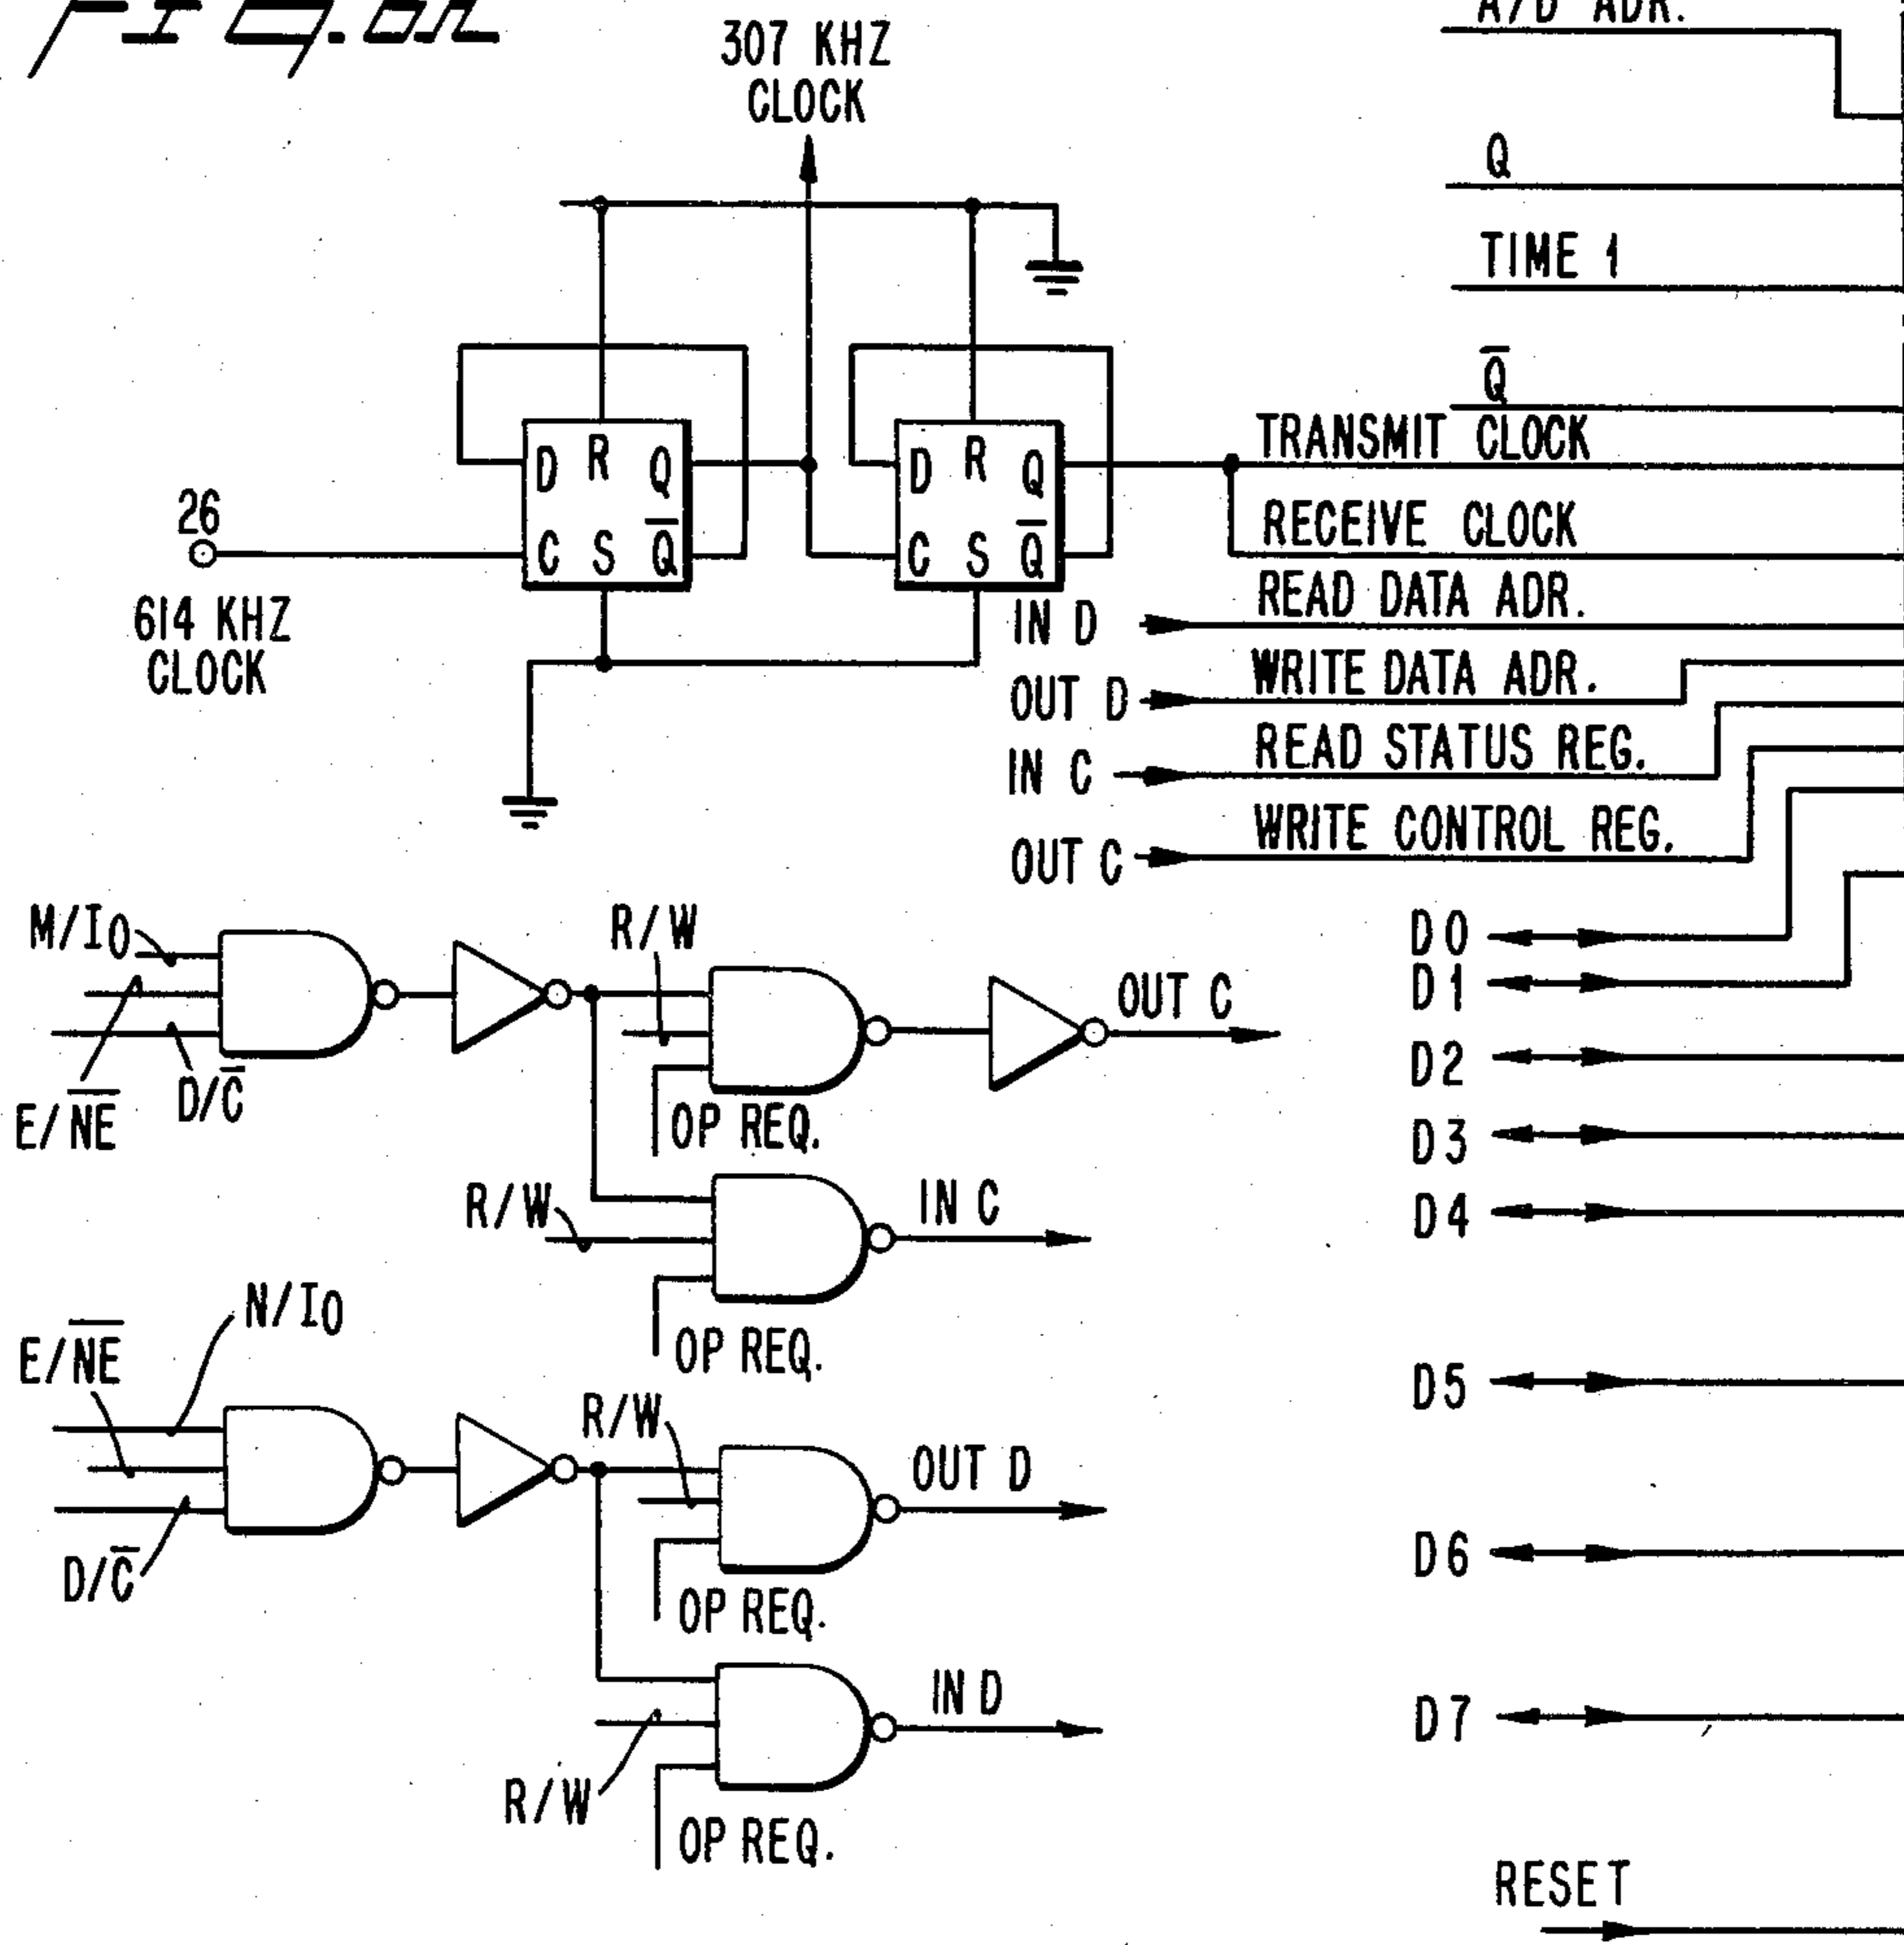 307 KHZ
CLOCK
A/D ADR.
Q
TIME 1
Q̅
D R Q
C S Q̅
D R Q
C S Q̅
26
614 KHZ
CLOCK
TRANSMIT CLOCK
RECEIVE CLOCK
IN D READ DATA ADR.
OUT D WRITE DATA ADR.
IN C READ STATUS REG.
OUT C WRITE CONTROL REG.
M/IO
E/N̅E̅
D/C̅
R/W
OP REQ.
OUT C
R/W
OP REQ.
IN C
N/IO
E/N̅E̅
D/C̅
R/W
OP REQ.
OUT D
R/W
OP REQ.
IN D
D0
D1
D2
D3
D4
D5
D6
D7
RESET